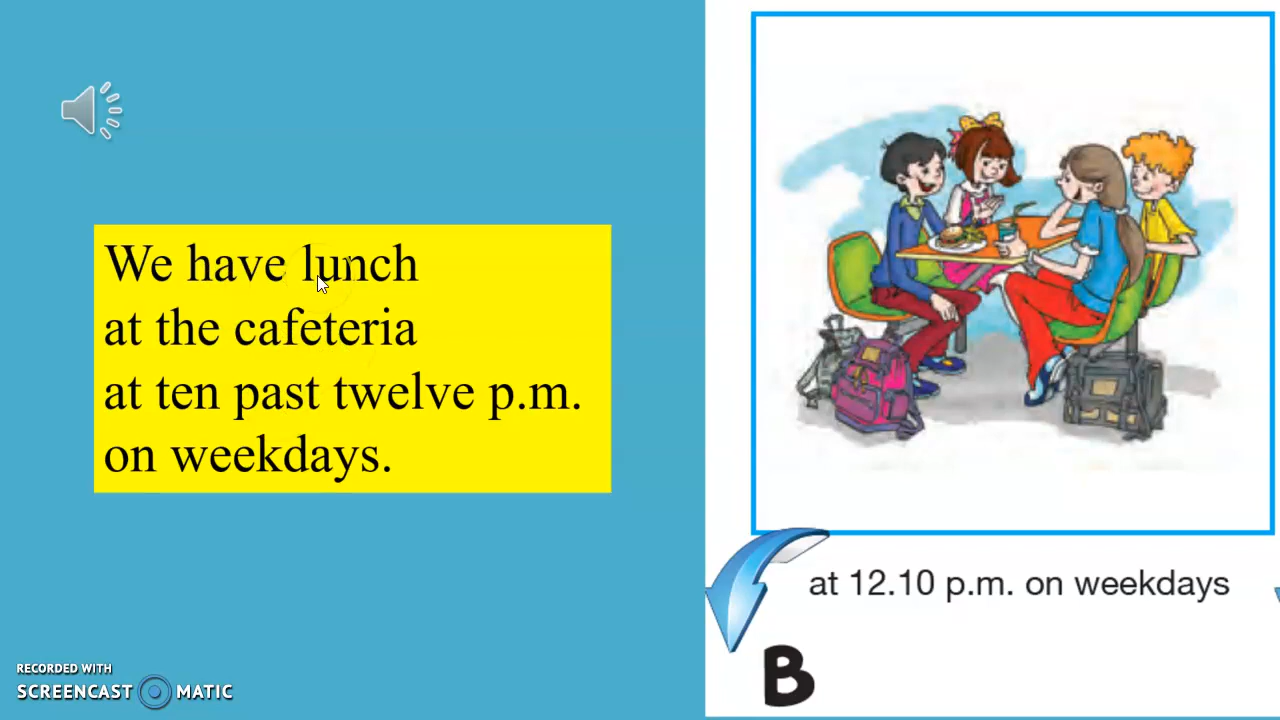 We have lunch
at the cafeteria
at ten past twelve p.m.
on weekdays.
at 12.10 p.m. on weekdays
B
RECORDED WITH
SCREENCAST MATIC